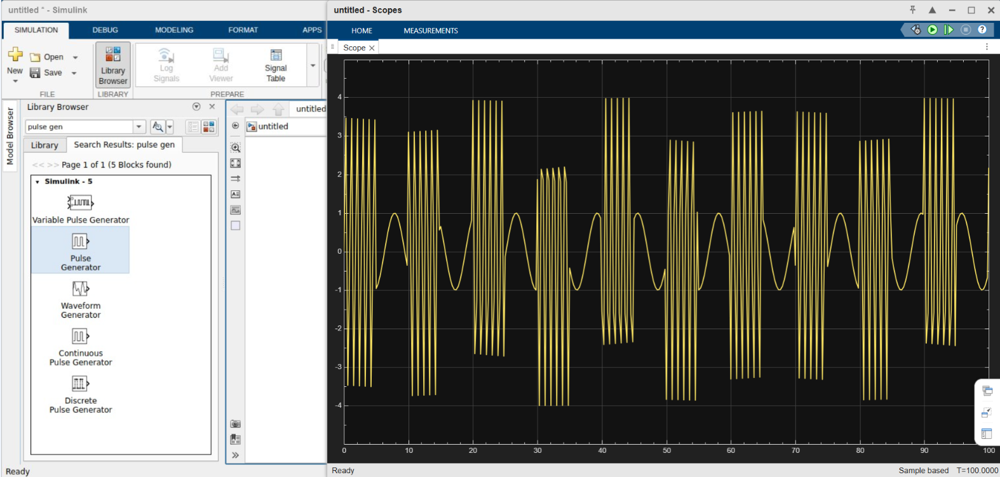 untitled * - Simulink
SIMULATION DEBUG MODELING FORMAT APPS
New
Open
Save
FILE
Library
Browser
LIBRARY
Log
Signals
Add
Viewer
Signal
Table
PREPARE
Model Browser
Library Browser
pulse gen
Library Search Results: pulse gen
<< >> Page 1 of 1 (5 Blocks found)
Simulink - 5
Variable Pulse Generator
Pulse
Generator
Waveform
Generator
Continuous
Pulse Generator
Discrete
Pulse Generator
untitled
untitled
Ready
untitled - Scopes
HOME MEASUREMENTS
Scope
4
3
2
1
0
-1
-2
-3
-4
0 10 20 30 40 50 60 70 80 90 100
Ready
Sample based T=100.0000